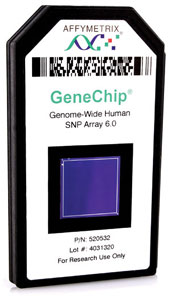 AFFYMETRIX
GeneChip®
Genome-Wide Human
SNP Array 6.0
P/N: 520532
Lot #: 4031320
For Research Use Only